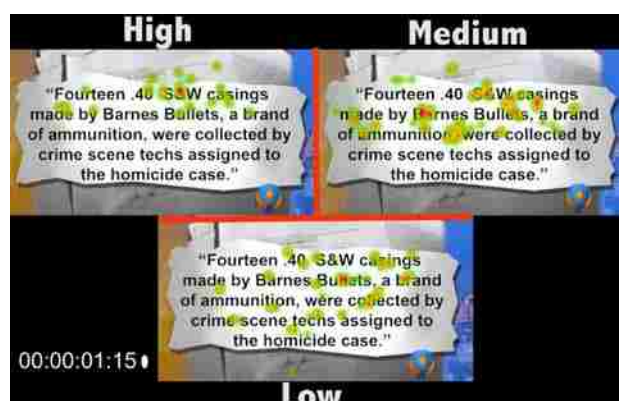 High
Medium
“Fourteen .40 S&W casings
made by Barnes Bullets, a brand
of ammunition, were collected by
crime scene techs assigned to
the homicide case.”
“Fourteen .40 S&W casings
made by Barnes Bullets, a brand
of ammunition, were collected by
crime scene techs assigned to
the homicide case.”
“Fourteen .40 S&W casings
made by Barnes Bullets, a brand
of ammunition, were collected by
crime scene techs assigned to
the homicide case.”
00:00:01:15
Low